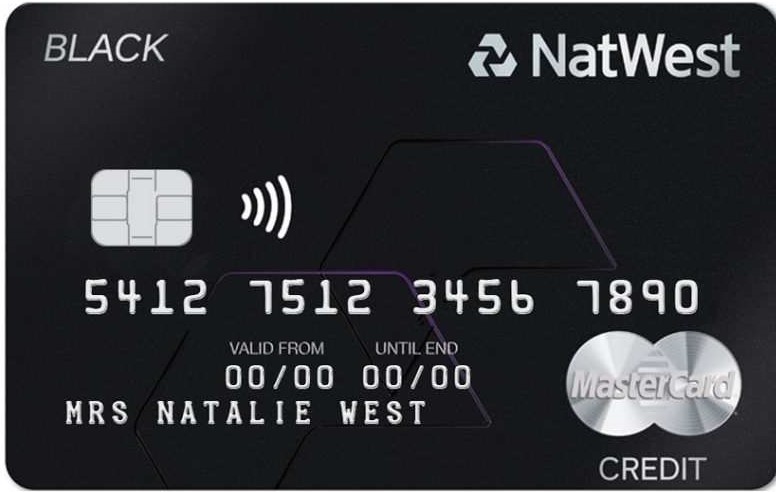 BLACK
NatWest
5412 7512 3456 7890
VALID FROM UNTIL END
00/00 00/00
MRS NATALIE WEST
MasterCard
CREDIT